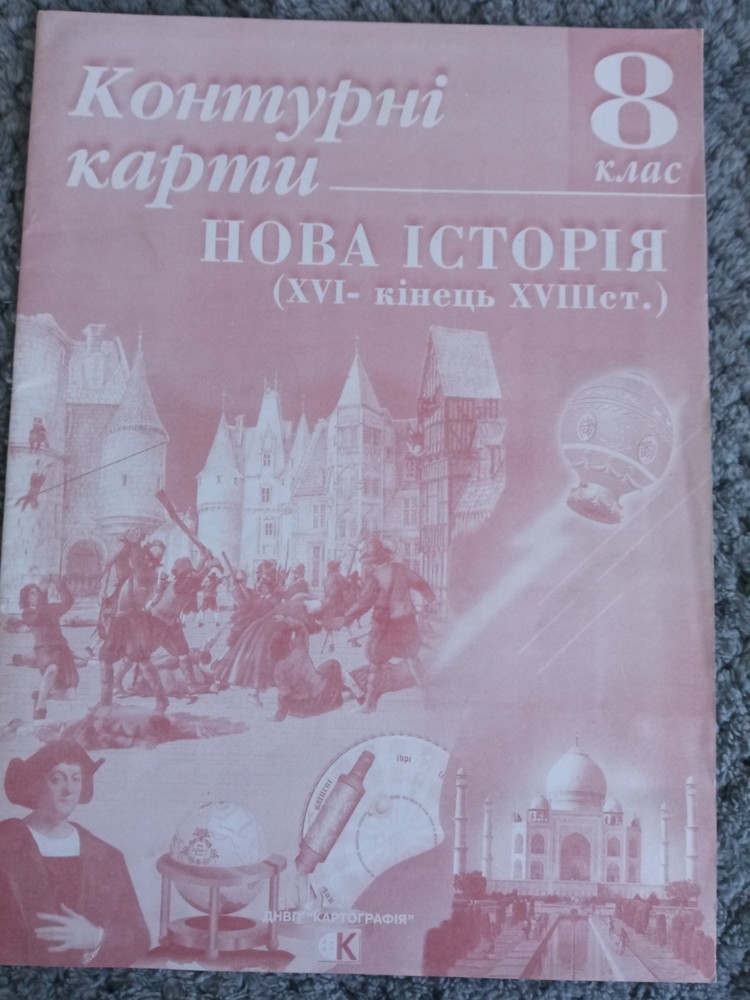 Контурні
карти
8
клас
НОВА ІСТОРІЯ
(XVI- кінець XVIIIст.)
ДНВП "КАРТОГРАФІЯ"
К